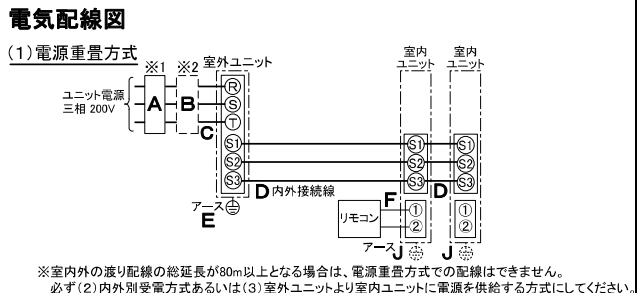 電気配線図
(1)電源重畳方式
※1 ※2 室外ユニット
室内ユニット
室内ユニット
ユニット電源
三相 200V
A
B
C
R
S
T
S1
S2
S3
S1
S2
S3
S1
S2
S3
D 内外接続線
D
アース
E
リモコン
F
①
②
①
②
アース J
J
※室内外の渡り配線の総延長が80m以上となる場合は、電源重畳方式での配線はできません。
必ず(2)内外別受電方式あるいは(3)室外ユニットより室内ユニットに電源を供給する方式にしてください。